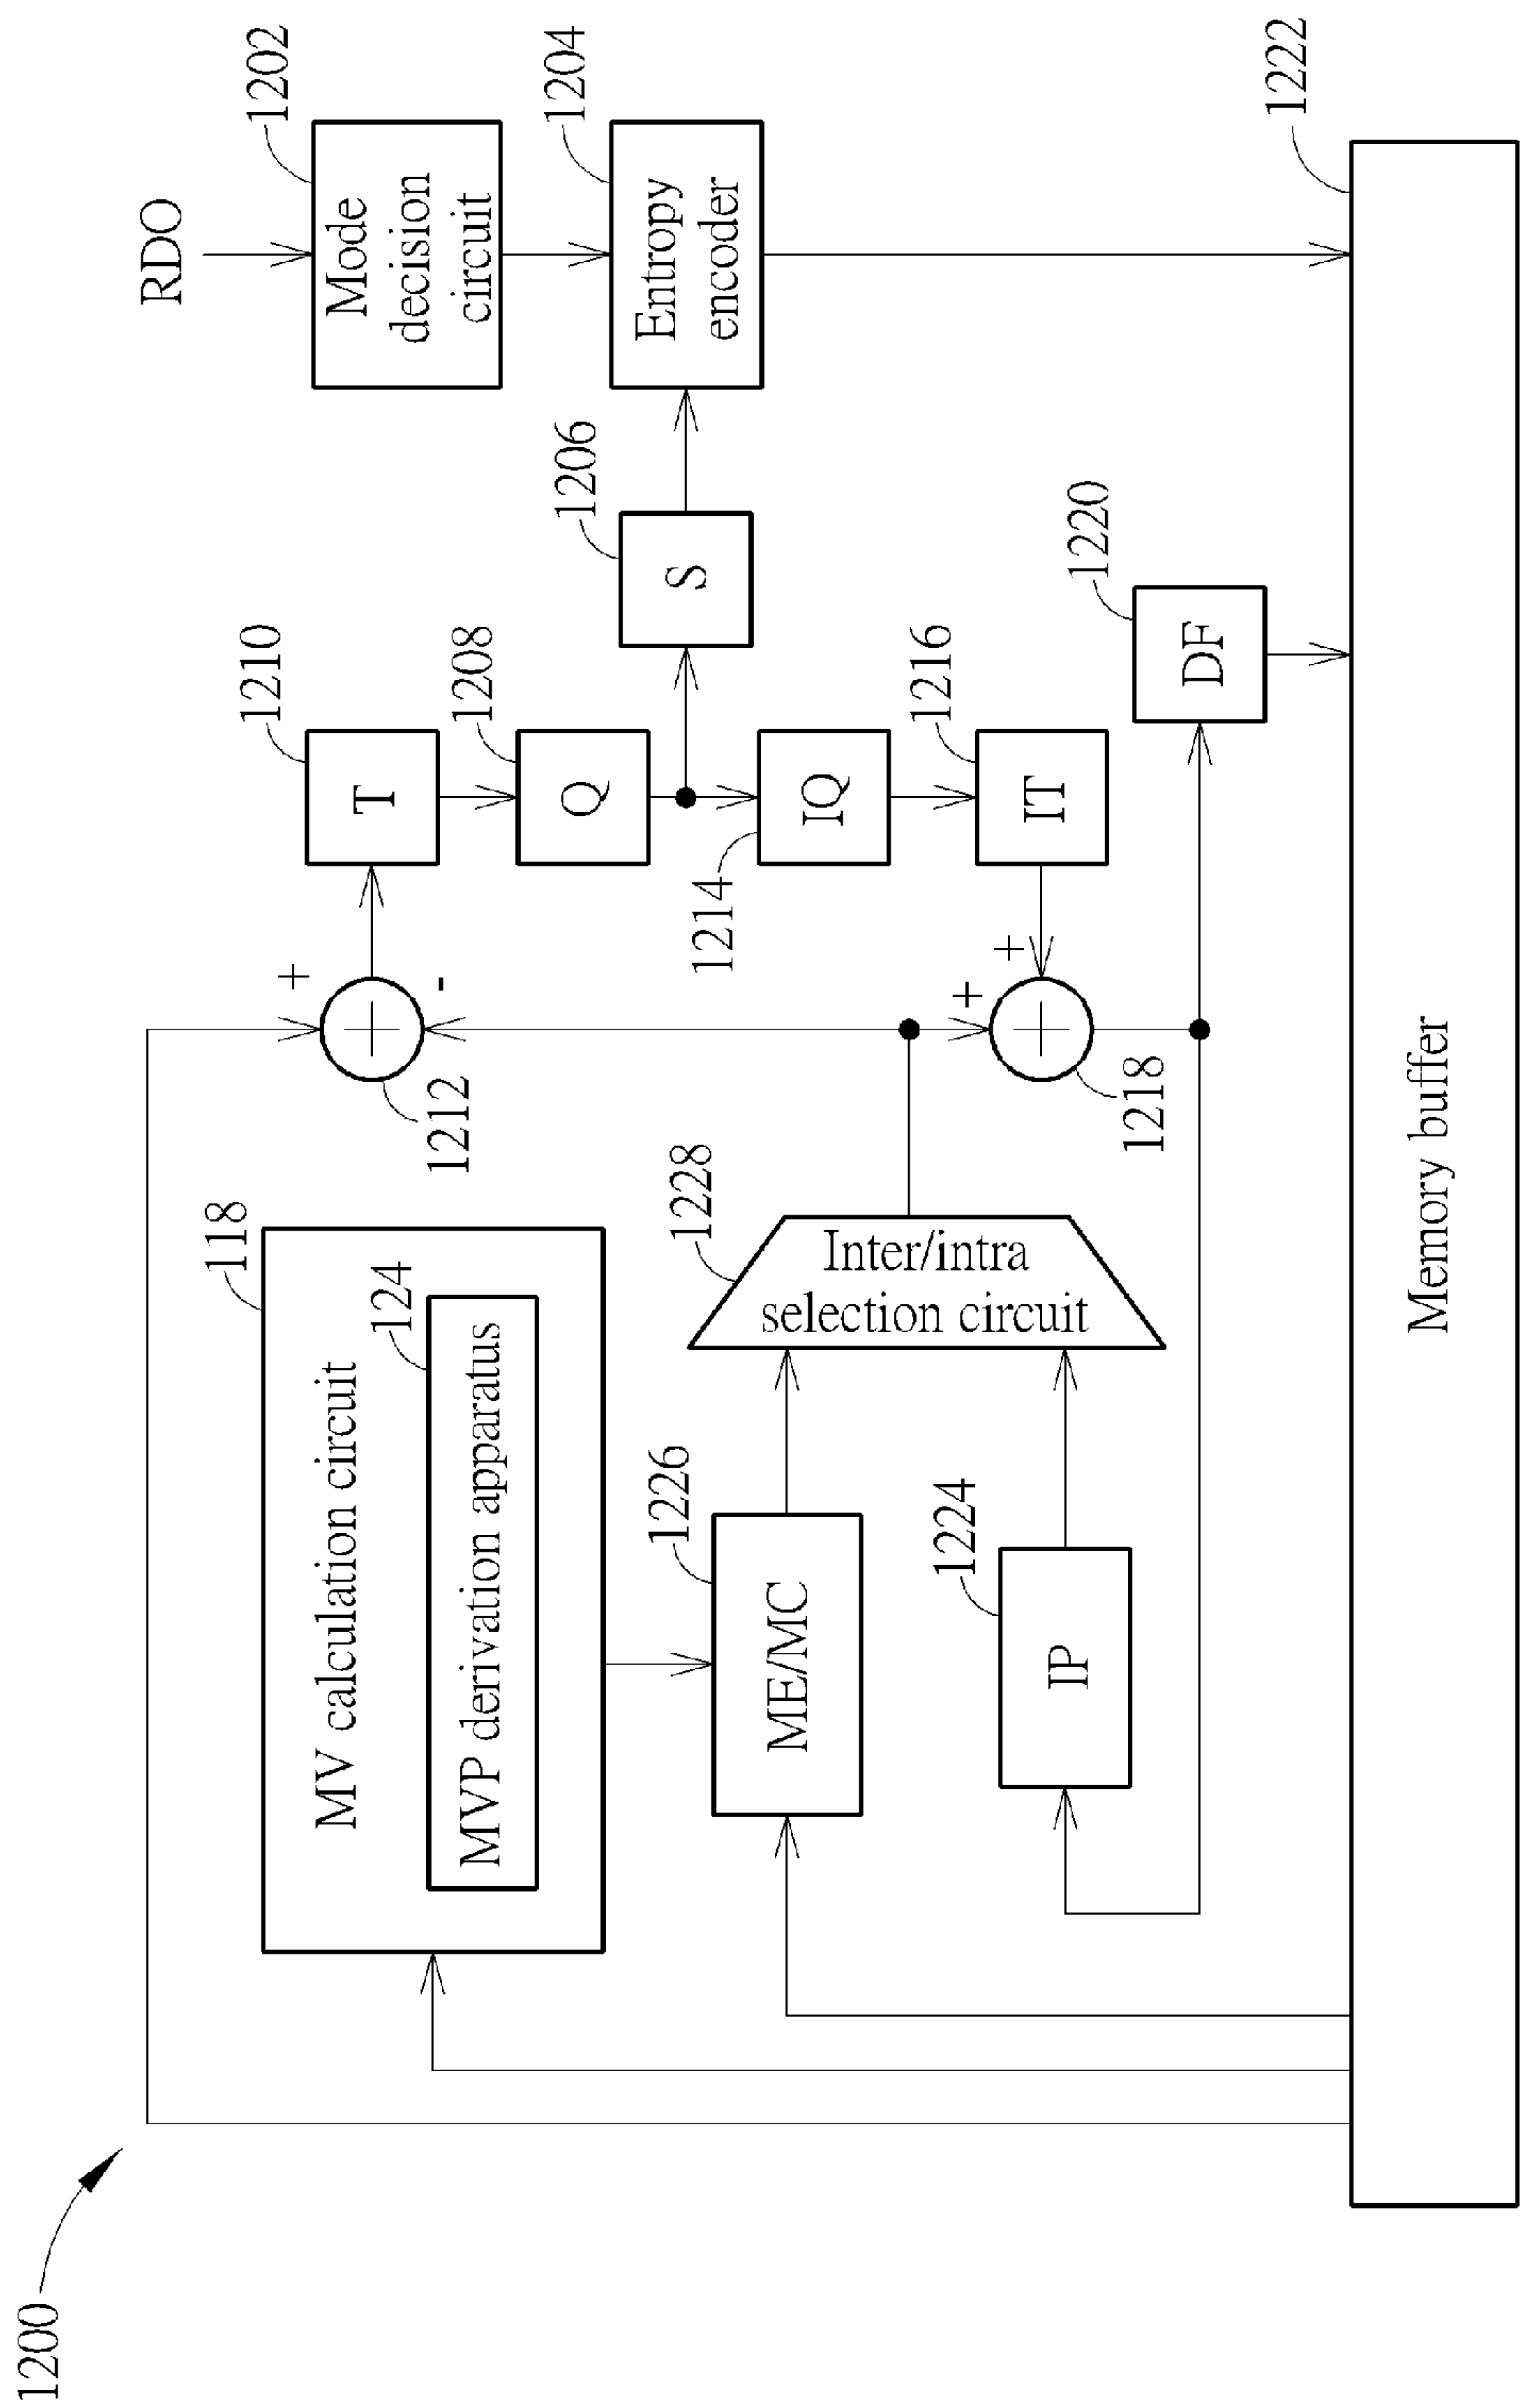 1200
118
MV calculation circuit
124
MVP derivation apparatus
1226
ME/MC
1224
IP
1228
Inter/intra
selection circuit
1212
+
-
1210
T
1208
Q
1214
IQ
1216
IT
+
+
1218
1206
S
1220
DF
RDO
1202
Mode
decision
circuit
1204
Entropy
encoder
1222
Memory buffer